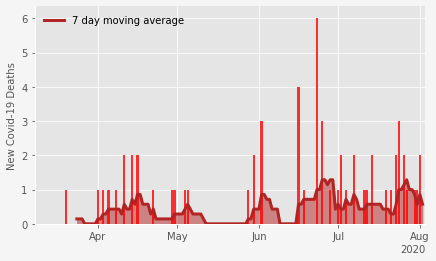 7 day moving average
New Covid-19 Deaths
6
5
4
3
2
1
0
Apr
May
Jun
Jul
Aug
2020